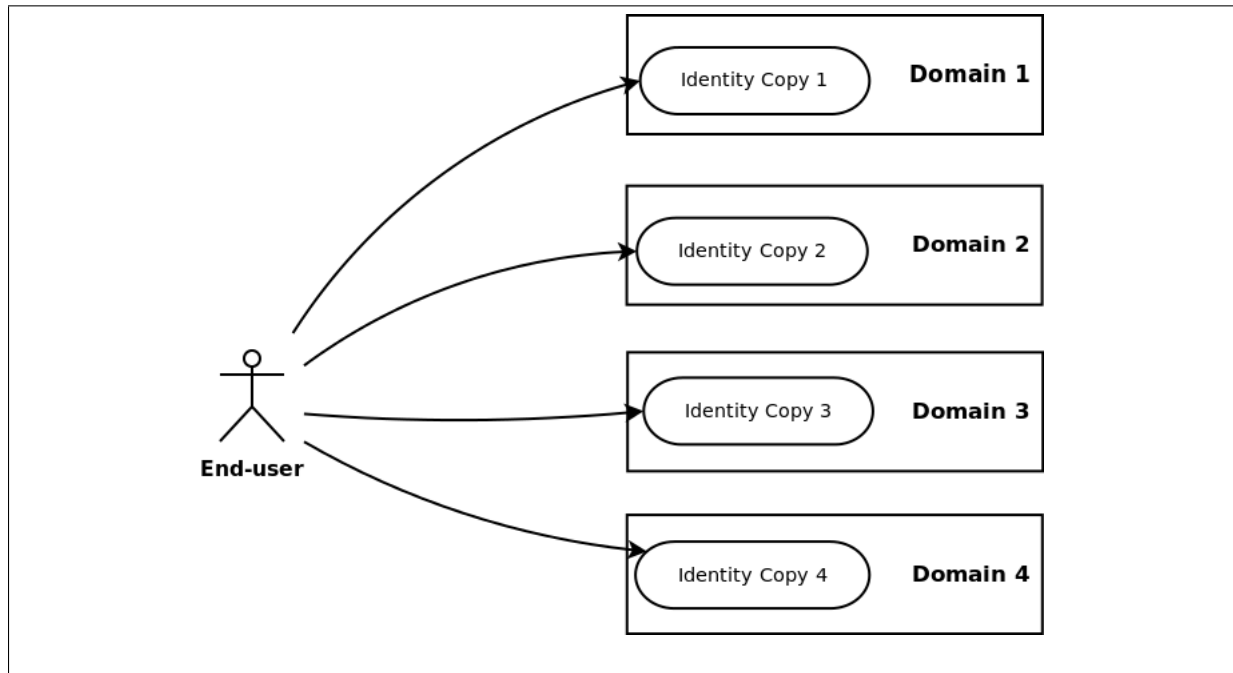 Identity Copy 1 Domain 1
Identity Copy 2 Domain 2
Identity Copy 3 Domain 3
End-user
Identity Copy 4 Domain 4